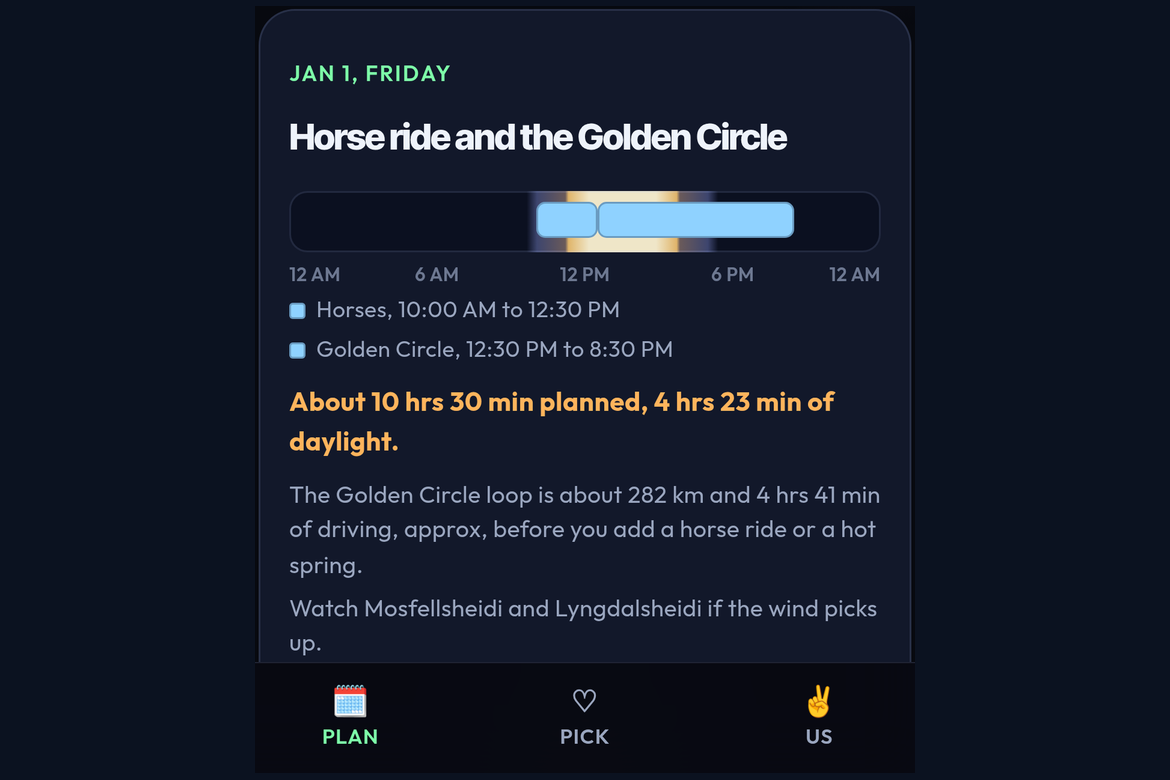 JAN 1, FRIDAY
Horse ride and the Golden Circle
12 AM 6 AM 12 PM 6 PM 12 AM
Horses, 10:00 AM to 12:30 PM
Golden Circle, 12:30 PM to 8:30 PM
About 10 hrs 30 min planned, 4 hrs 23 min of
daylight.
The Golden Circle loop is about 282 km and 4 hrs 41 min
of driving, approx, before you add a horse ride or a hot
spring.
Watch Mosfellsheidi and Lyngdalsheidi if the wind picks
up.
PLAN PICK US